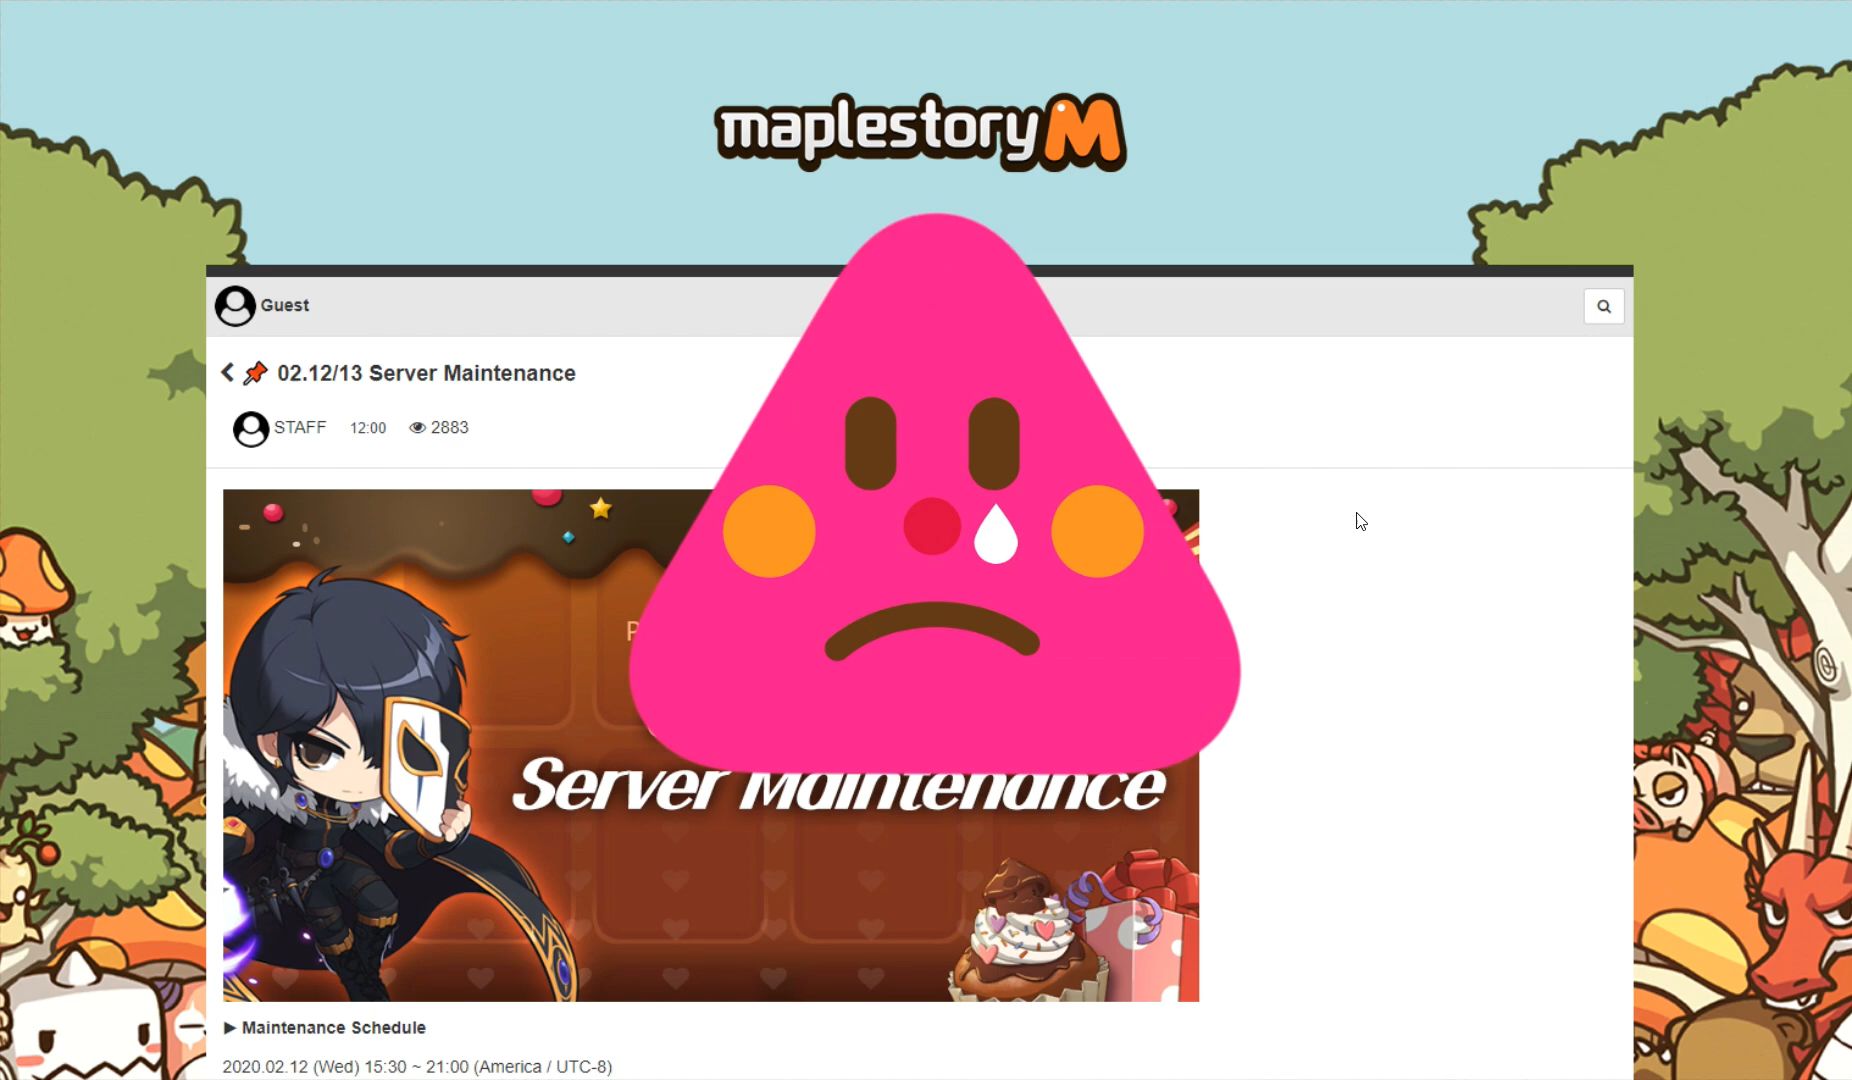 maplestory M
Guest
02.12/13 Server Maintenance
STAFF 12:00 2883
Server Maintenance
▶ Maintenance Schedule
2020.02.12 (Wed) 15:30 ~ 21:00 (America / UTC-8)